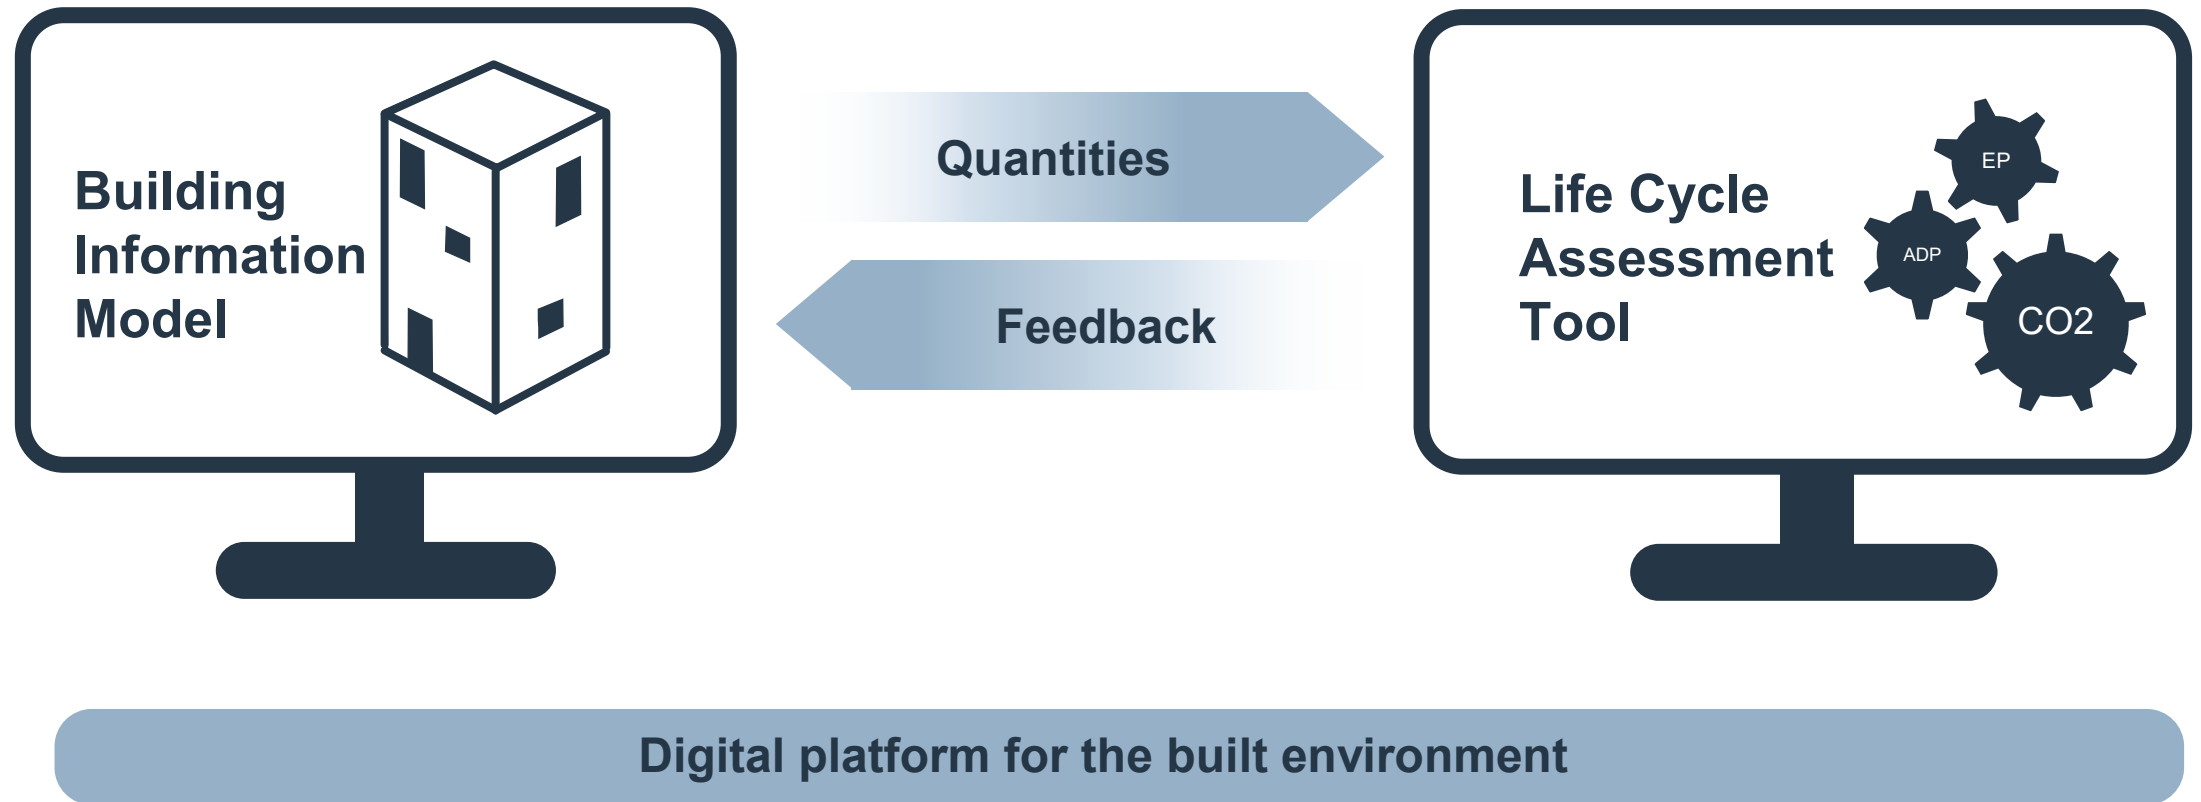 Building
Information
Model
Quantities
Feedback
Life Cycle
Assessment
Tool
EP
ADP
CO2
Digital platform for the built environment